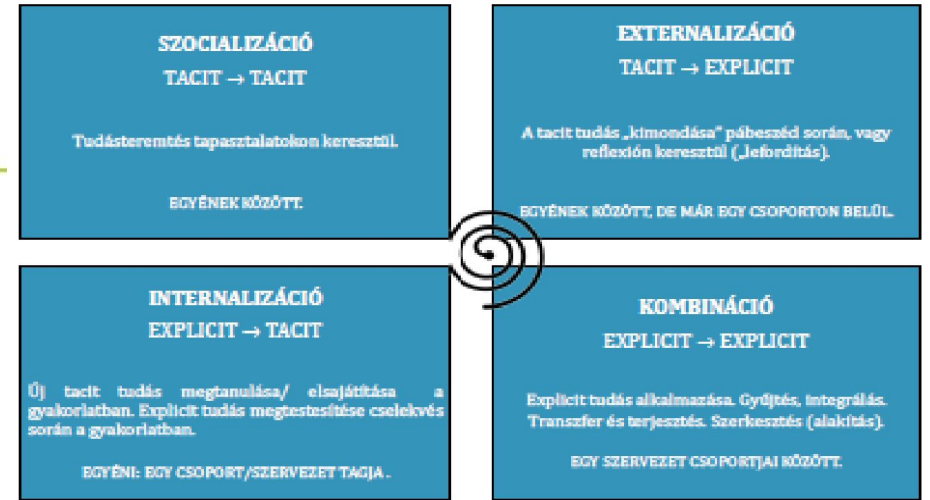 SZOCIALIZÁCIÓ
TACIT → TACIT
Tudásteremtés tapasztalatokon keresztül.
EGYÉNEK KÖZÖTT.
EXTERNALIZÁCIÓ
TACIT → EXPLICIT
A tacit tudás „kimondása” pábeszéd során, vagy
reflexión keresztül („lefordítás).
EGYÉNEK KÖZÖTT, DE MÁR EGY CSOPORTON BELÜL.
INTERNALIZÁCIÓ
EXPLICIT → TACIT
Új tacit tudás megtanulása/ elsajátítása a
gyakorlatban. Explicit tudás megtestesítése cselekvés
során a gyakorlatban.
EGYÉNI: EGY CSOPORT/SZERVEZET TAGJA .
KOMBINÁCIÓ
EXPLICIT → EXPLICIT
Explicit tudás alkalmazása. Gyűjtés, integrálás.
Transzfer és terjesztés. Szerkesztés (alakítás).
EGY SZERVEZET CSOPORTJAI KÖZÖTT.